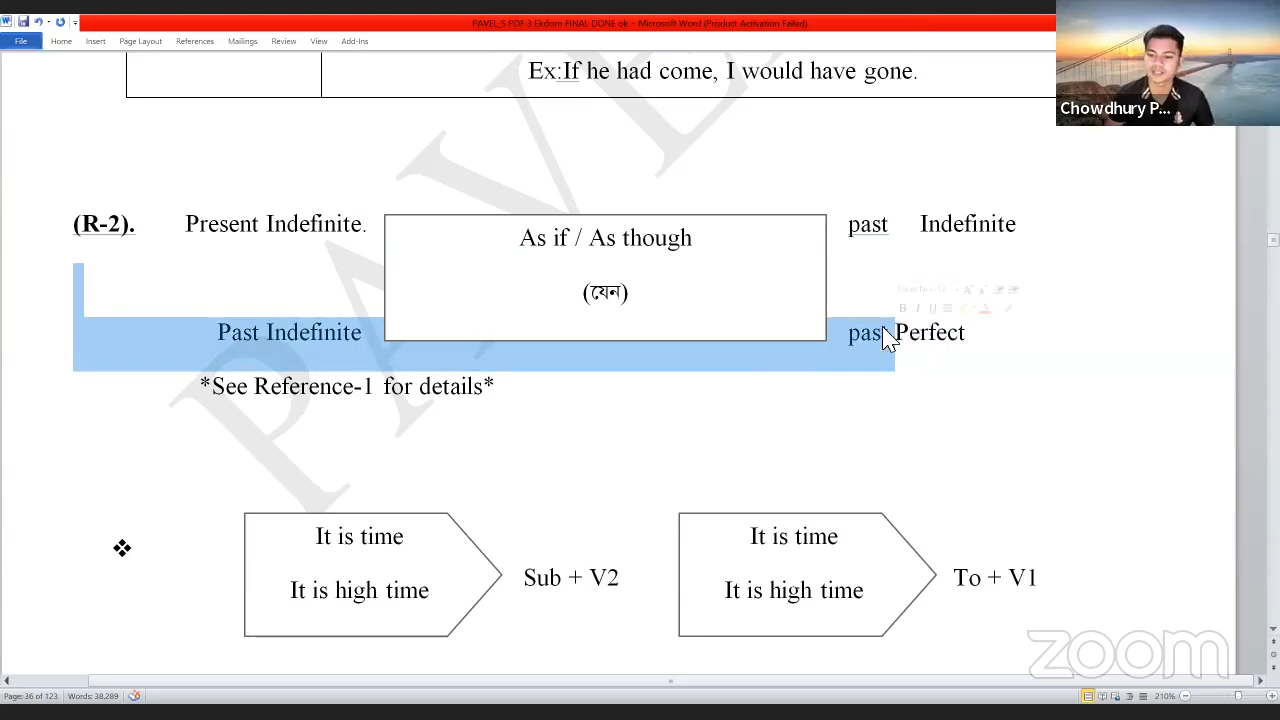 PAVEL_S PDF 3 Ekdom FINAL DONE ok - Microsoft Word (Product Activation Failed)
File Home Insert Page Layout References Mailings Review View Add-Ins
Chowdhury P...
Ex:If he had come, I would have gone.
PAVE
(R-2). Present Indefinite. As if / As though past Indefinite
(যেন)
B I U
Past Indefinite past Perfect
*See Reference-1 for details*
It is time It is time
❖ Sub + V2 To + V1
It is high time It is high time
zoom
Page: 36 of 123 Words: 38,289 210%